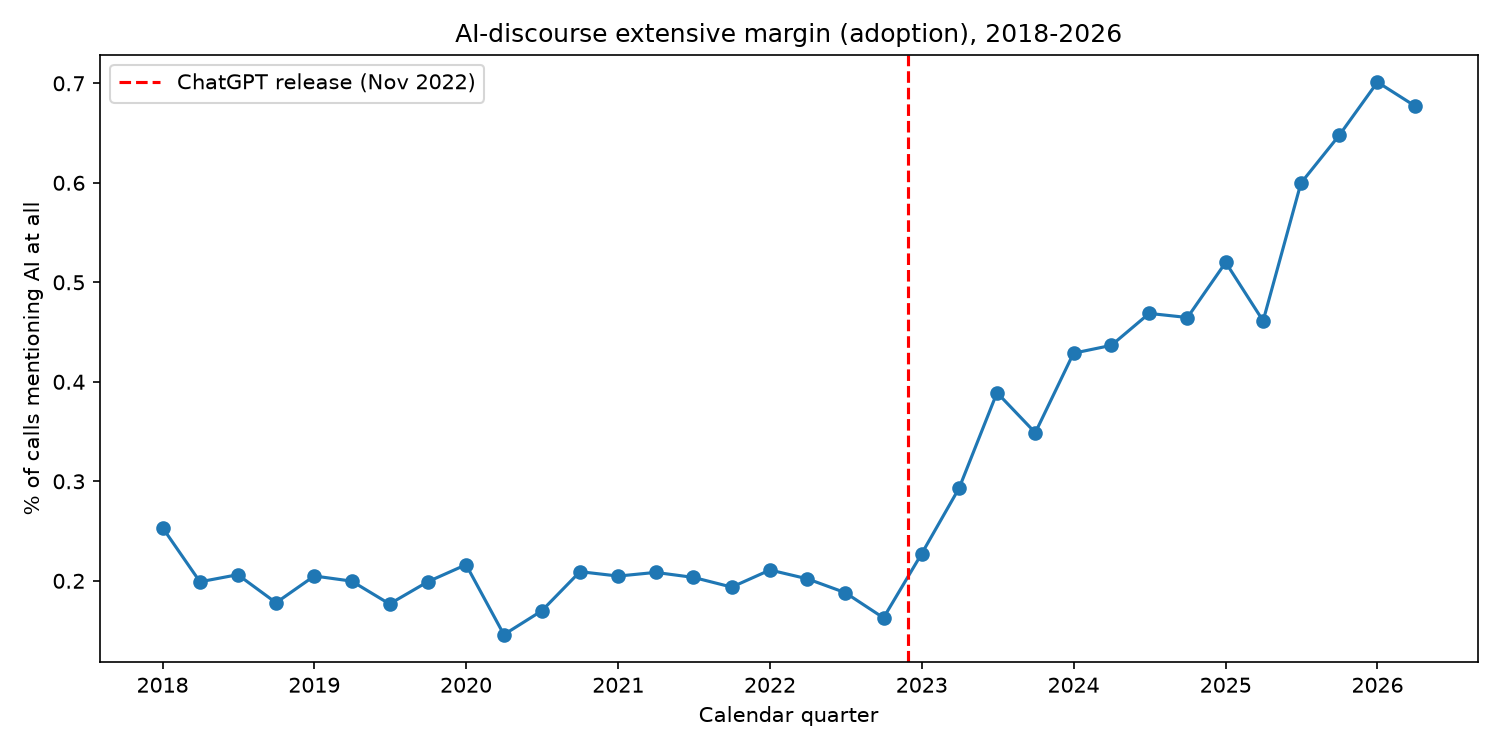 AI-discourse extensive margin (adoption), 2018-2026
ChatGPT release (Nov 2022)
% of calls mentioning AI at all
0.7
0.6
0.5
0.4
0.3
0.2
2018 2019 2020 2021 2022 2023 2024 2025 2026
Calendar quarter